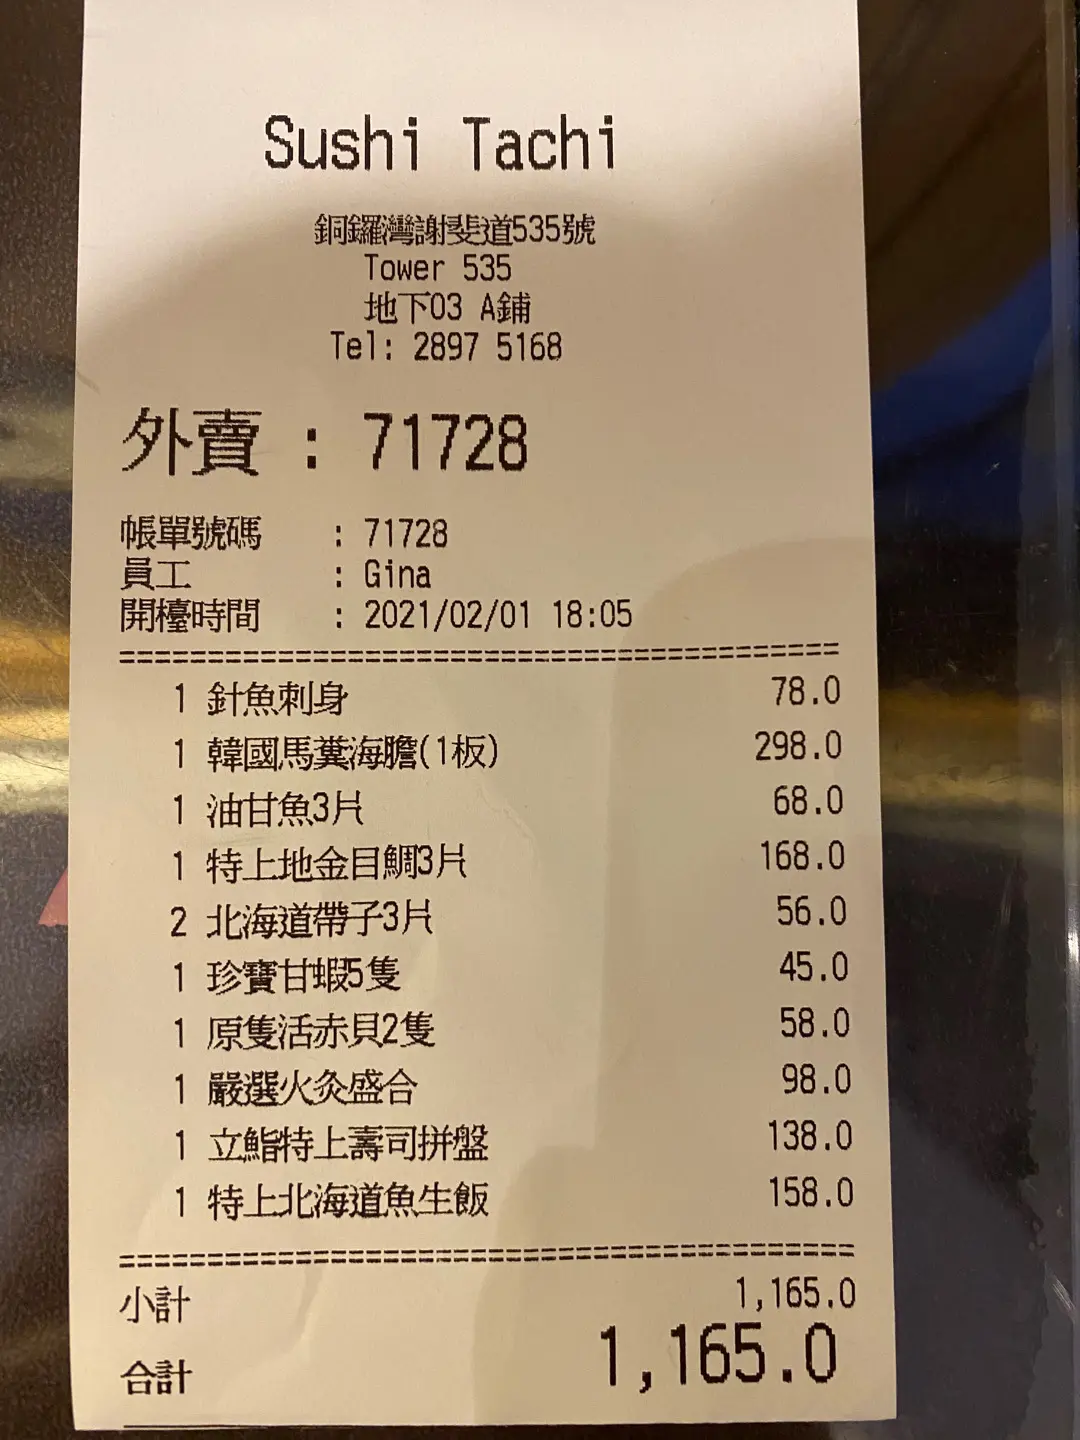 Sushi Tachi
銅鑼灣謝斐道535號
Tower 535
地下03 A鋪
Tel: 2897 5168
外賣 : 71728
帳單號碼 : 71728
員工 : Gina
開檯時間 : 2021/02/01 18:05
1 針魚刺身 78.0
1 韓國馬糞海膽(1板) 298.0
1 油甘魚3片 68.0
1 特上地金目鯛3片 168.0
2 北海道帶子3片 56.0
1 珍寶甘蝦5隻 45.0
1 原隻活赤貝2隻 58.0
1 嚴選火灸盛合 98.0
1 立鮨特上壽司拼盤 138.0
1 特上北海道魚生飯 158.0
小計 1,165.0
合計 1,165.0